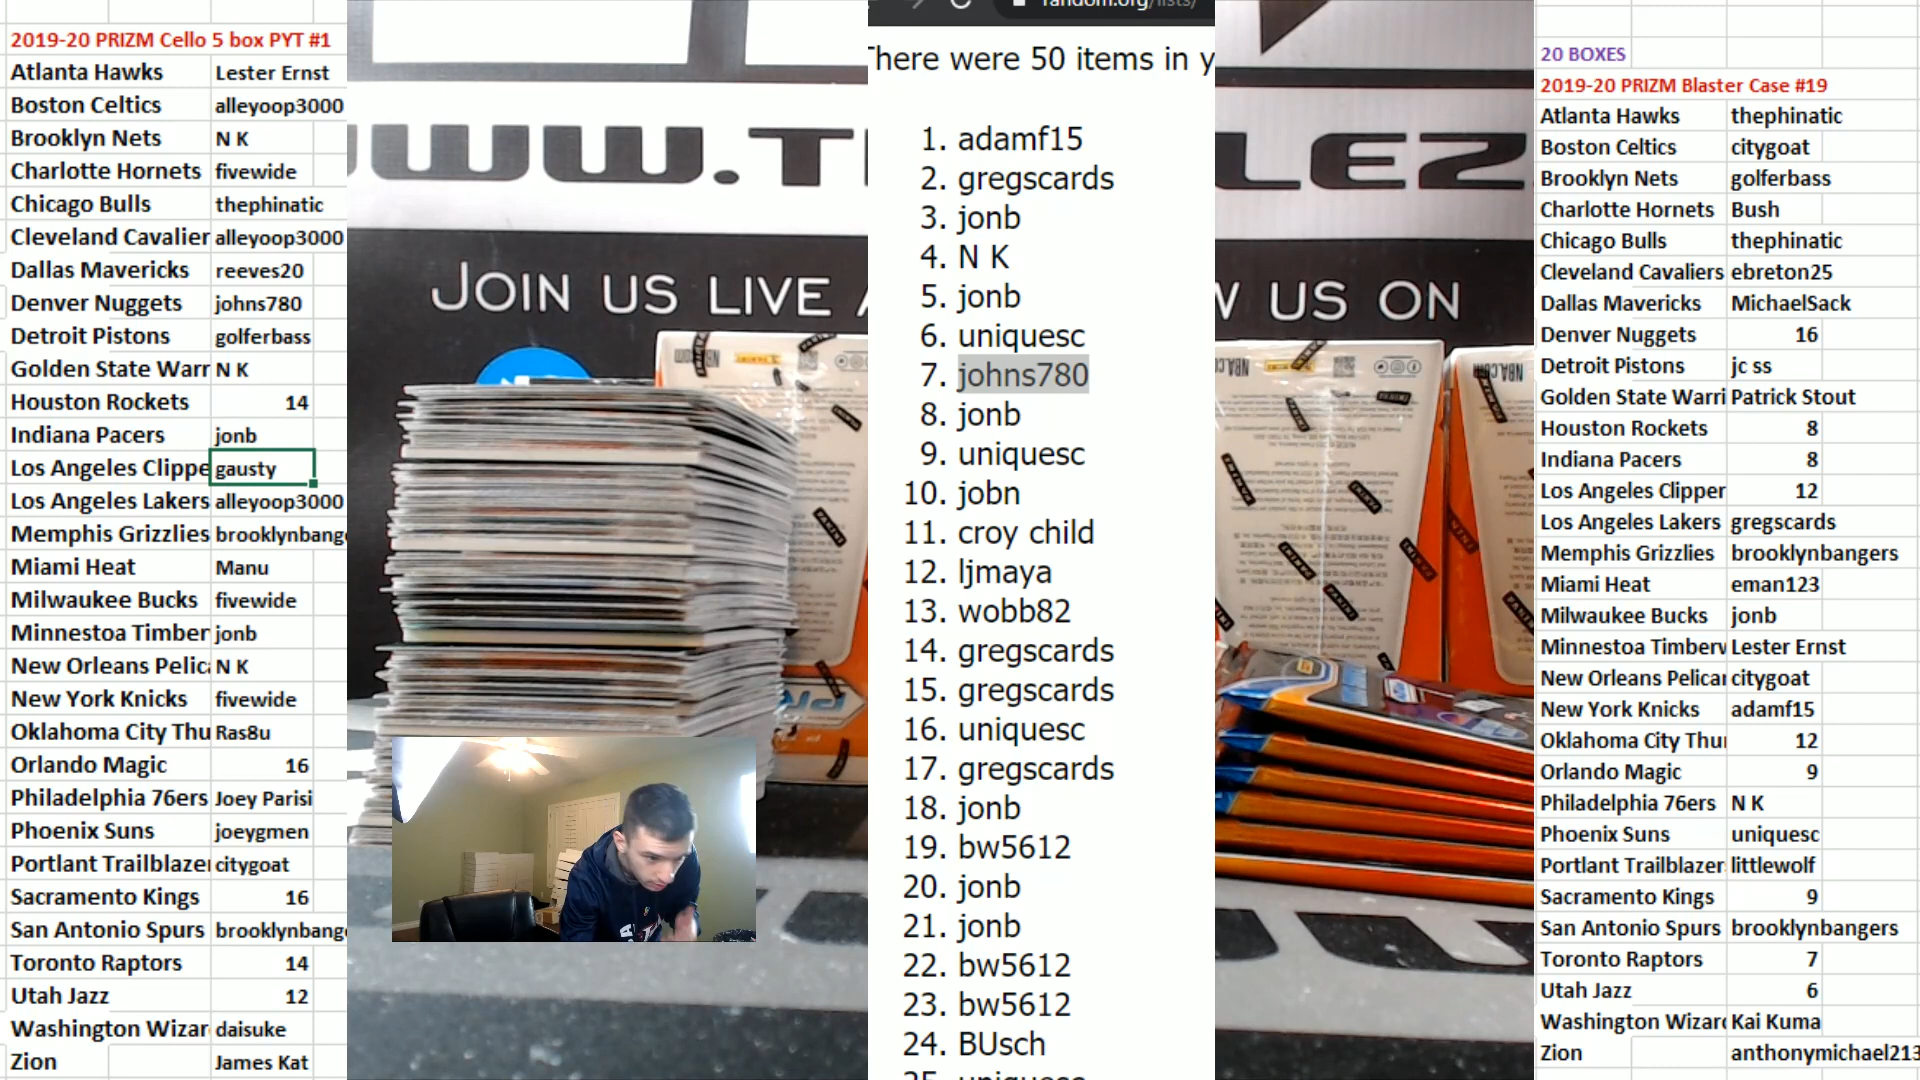 2019-20 PRIZM Cello 5 box PYT #1
Atlanta Hawks Lester Ernst
Boston Celtics alleyoop3000
Brooklyn Nets N K
Charlotte Hornets fivewide
Chicago Bulls thephinatic
Cleveland Cavalier alleyoop3000
Dallas Mavericks reeves20
Denver Nuggets johns780
Detroit Pistons golferbass
Golden State Warr N K
Houston Rockets 14
Indiana Pacers jonb
Los Angeles Clippe gausty
Los Angeles Lakers alleyoop3000
Memphis Grizzlies brooklynbang
Miami Heat Manu
Milwaukee Bucks fivewide
Minnestoa Timber jonb
New Orleans Pelic N K
New York Knicks fivewide
Oklahoma City Thu Ras8u
Orlando Magic 16
Philadelphia 76ers Joey Parisi
Phoenix Suns joeygmen
Portlant Trailblazer citygoat
Sacramento Kings 16
San Antonio Spurs brooklynbang
Toronto Raptors 14
Utah Jazz 12
Washington Wizar daisuke
Zion James Kat
WWW.T
JOIN US LIVE
random.org/lists/
There were 50 items in y
1. adamf15
2. gregscards
3. jonb
4. N K
5. jonb
6. uniquesc
7. johns780
8. jonb
9. uniquesc
10. jobn
11. croy child
12. ljmaya
13. wobb82
14. gregscards
15. gregscards
16. uniquesc
17. gregscards
18. jonb
19. bw5612
20. jonb
21. jonb
22. bw5612
23. bw5612
24. BUsch
25. uniquesc
LEZ
W US ON
NBA.COM
PANINI
20 BOXES
2019-20 PRIZM Blaster Case #19
Atlanta Hawks thephinatic
Boston Celtics citygoat
Brooklyn Nets golferbass
Charlotte Hornets Bush
Chicago Bulls thephinatic
Cleveland Cavaliers ebreton25
Dallas Mavericks MichaelSack
Denver Nuggets 16
Detroit Pistons jc ss
Golden State Warri Patrick Stout
Houston Rockets 8
Indiana Pacers 8
Los Angeles Clipper 12
Los Angeles Lakers gregscards
Memphis Grizzlies brooklynbangers
Miami Heat eman123
Milwaukee Bucks jonb
Minnestoa Timberv Lester Ernst
New Orleans Pelicar citygoat
New York Knicks adamf15
Oklahoma City Thu 12
Orlando Magic 9
Philadelphia 76ers N K
Phoenix Suns uniquesc
Portlant Trailblazer littlewolf
Sacramento Kings 9
San Antonio Spurs brooklynbangers
Toronto Raptors 7
Utah Jazz 6
Washington Wizar Kai Kuma
Zion anthonymichael213